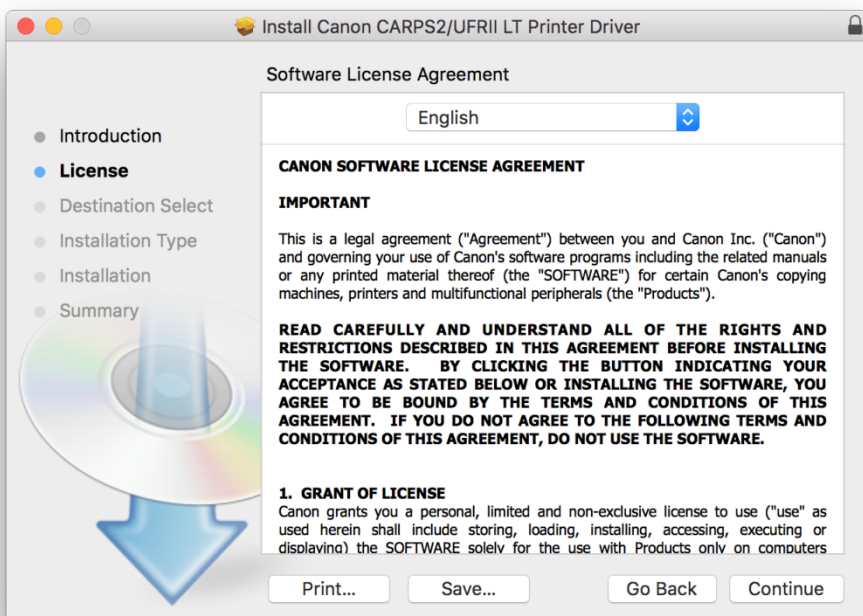 Install Canon CARPS2/UFRII LT Printer Driver
Software License Agreement
English
Introduction
License
Destination Select
Installation Type
Installation
Summary
CANON SOFTWARE LICENSE AGREEMENT
IMPORTANT
This is a legal agreement ("Agreement") between you and Canon Inc. ("Canon")
and governing your use of Canon's software programs including the related manuals
or any printed material thereof (the "SOFTWARE") for certain Canon's copying
machines, printers and multifunctional peripherals (the "Products").
READ CAREFULLY AND UNDERSTAND ALL OF THE RIGHTS AND
RESTRICTIONS DESCRIBED IN THIS AGREEMENT BEFORE INSTALLING
THE SOFTWARE. BY CLICKING THE BUTTON INDICATING YOUR
ACCEPTANCE AS STATED BELOW OR INSTALLING THE SOFTWARE, YOU
AGREE TO BE BOUND BY THE TERMS AND CONDITIONS OF THIS
AGREEMENT. IF YOU DO NOT AGREE TO THE FOLLOWING TERMS AND
CONDITIONS OF THIS AGREEMENT, DO NOT USE THE SOFTWARE.
1. GRANT OF LICENSE
Canon grants you a personal, limited and non-exclusive license to use ("use" as
used herein shall include storing, loading, installing, accessing, executing or
displaying) the SOFTWARE solely for the use with Products only on computers
Print...
Save...
Go Back
Continue